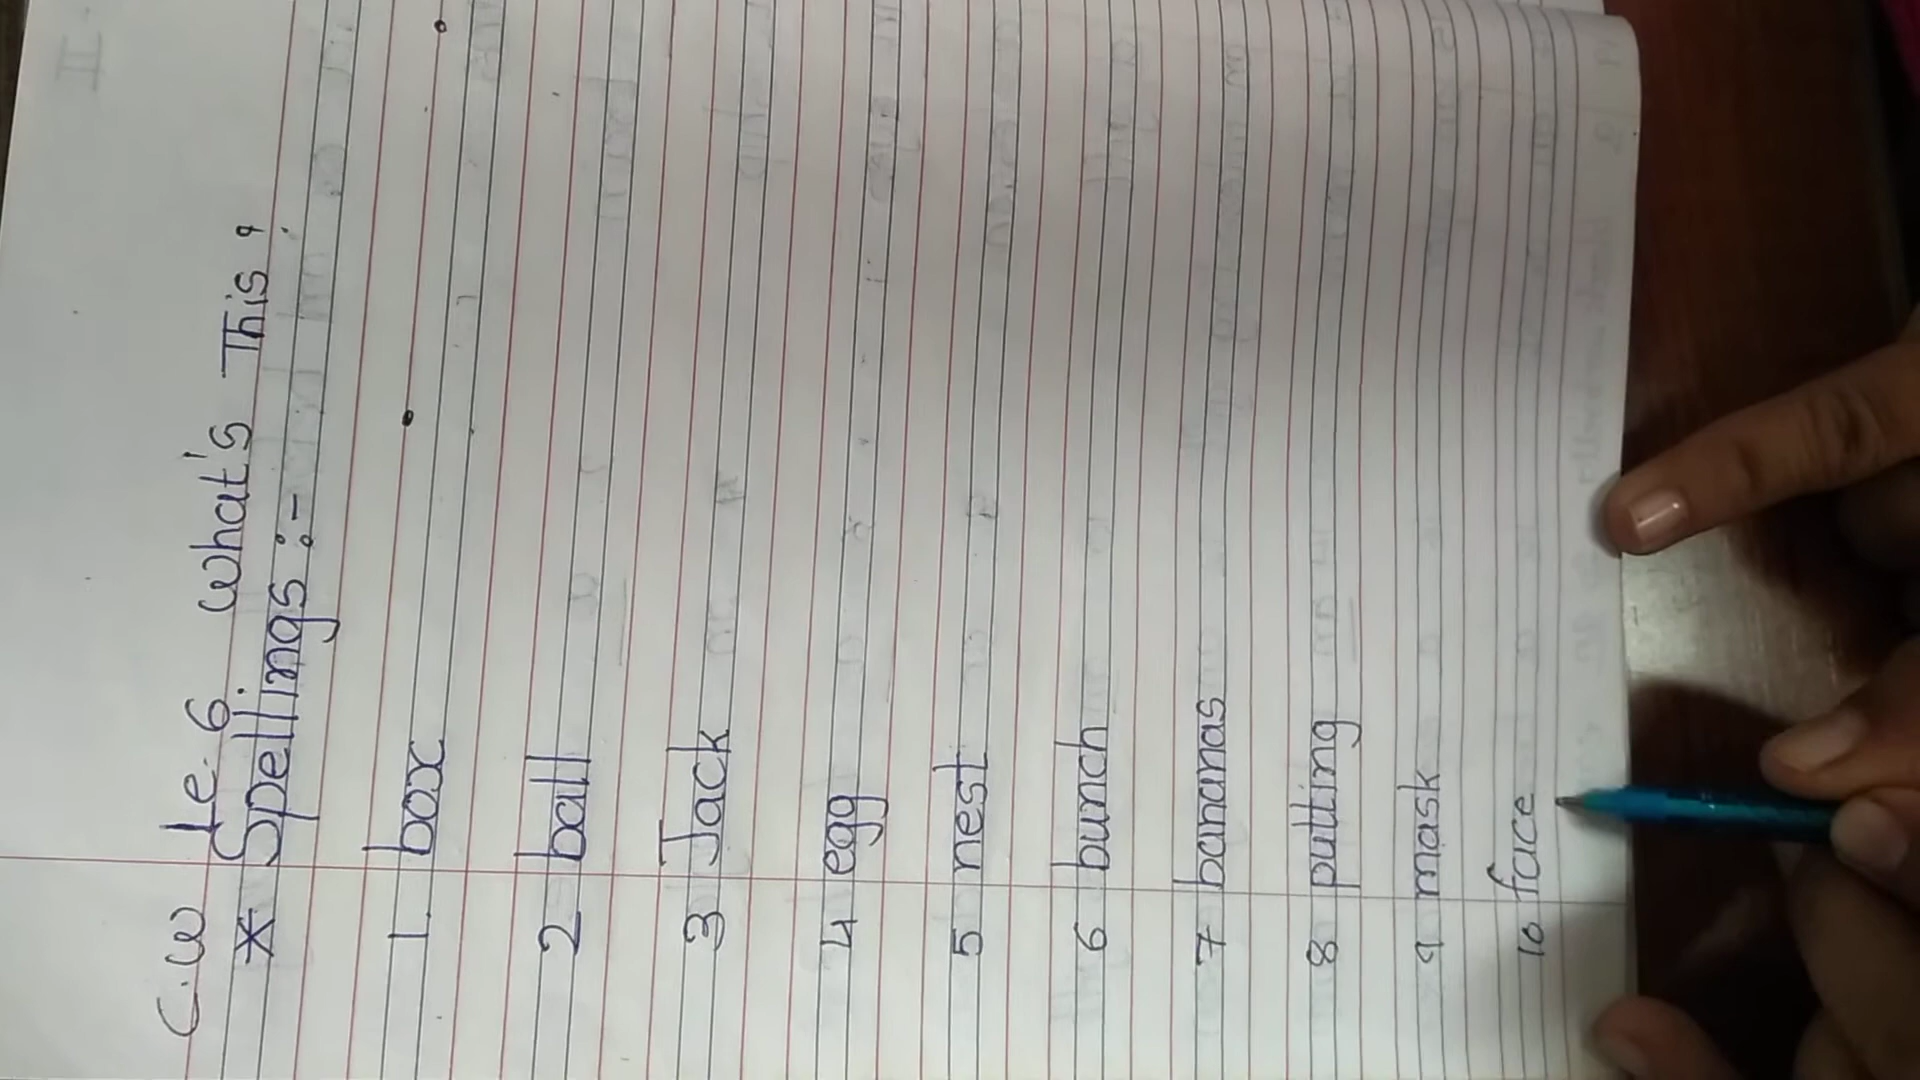 C.W Le. 6. What's This?
* Spellings :-
1. box
2 ball
3 Jack
4 egg
5 nest
6 bunch
7 bananas
8 putting
9 mask
10 face